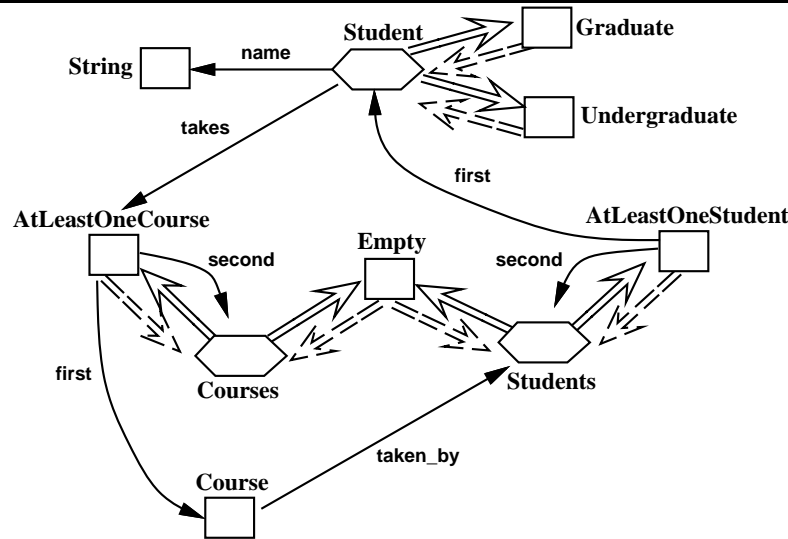 Student
Graduate
String
name
Undergraduate
takes
first
AtLeastOneCourse
AtLeastOneStudent
Empty
second
second
first
Courses
Students
taken_by
Course